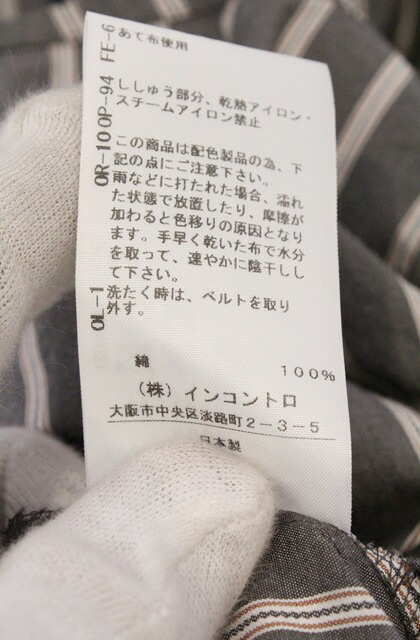 FE-6 あて布使用
OP-94 ししゅう部分、乾熱アイロン・
スチームアイロン禁止
OR-10 この商品は配色製品の為、下
記の点にご注意下さい。
雨などに打たれた場合、濡れ
た状態で放置したり、摩擦が
加わると色移りの原因となり
ます。手早く乾いた布で水分
を取って、速やかに陰干しし
て下さい。
OL-1 洗たく時は、ベルトを取り
外す。
綿 100%
(株)インコントロ
大阪市中央区淡路町2-3-5
日本製